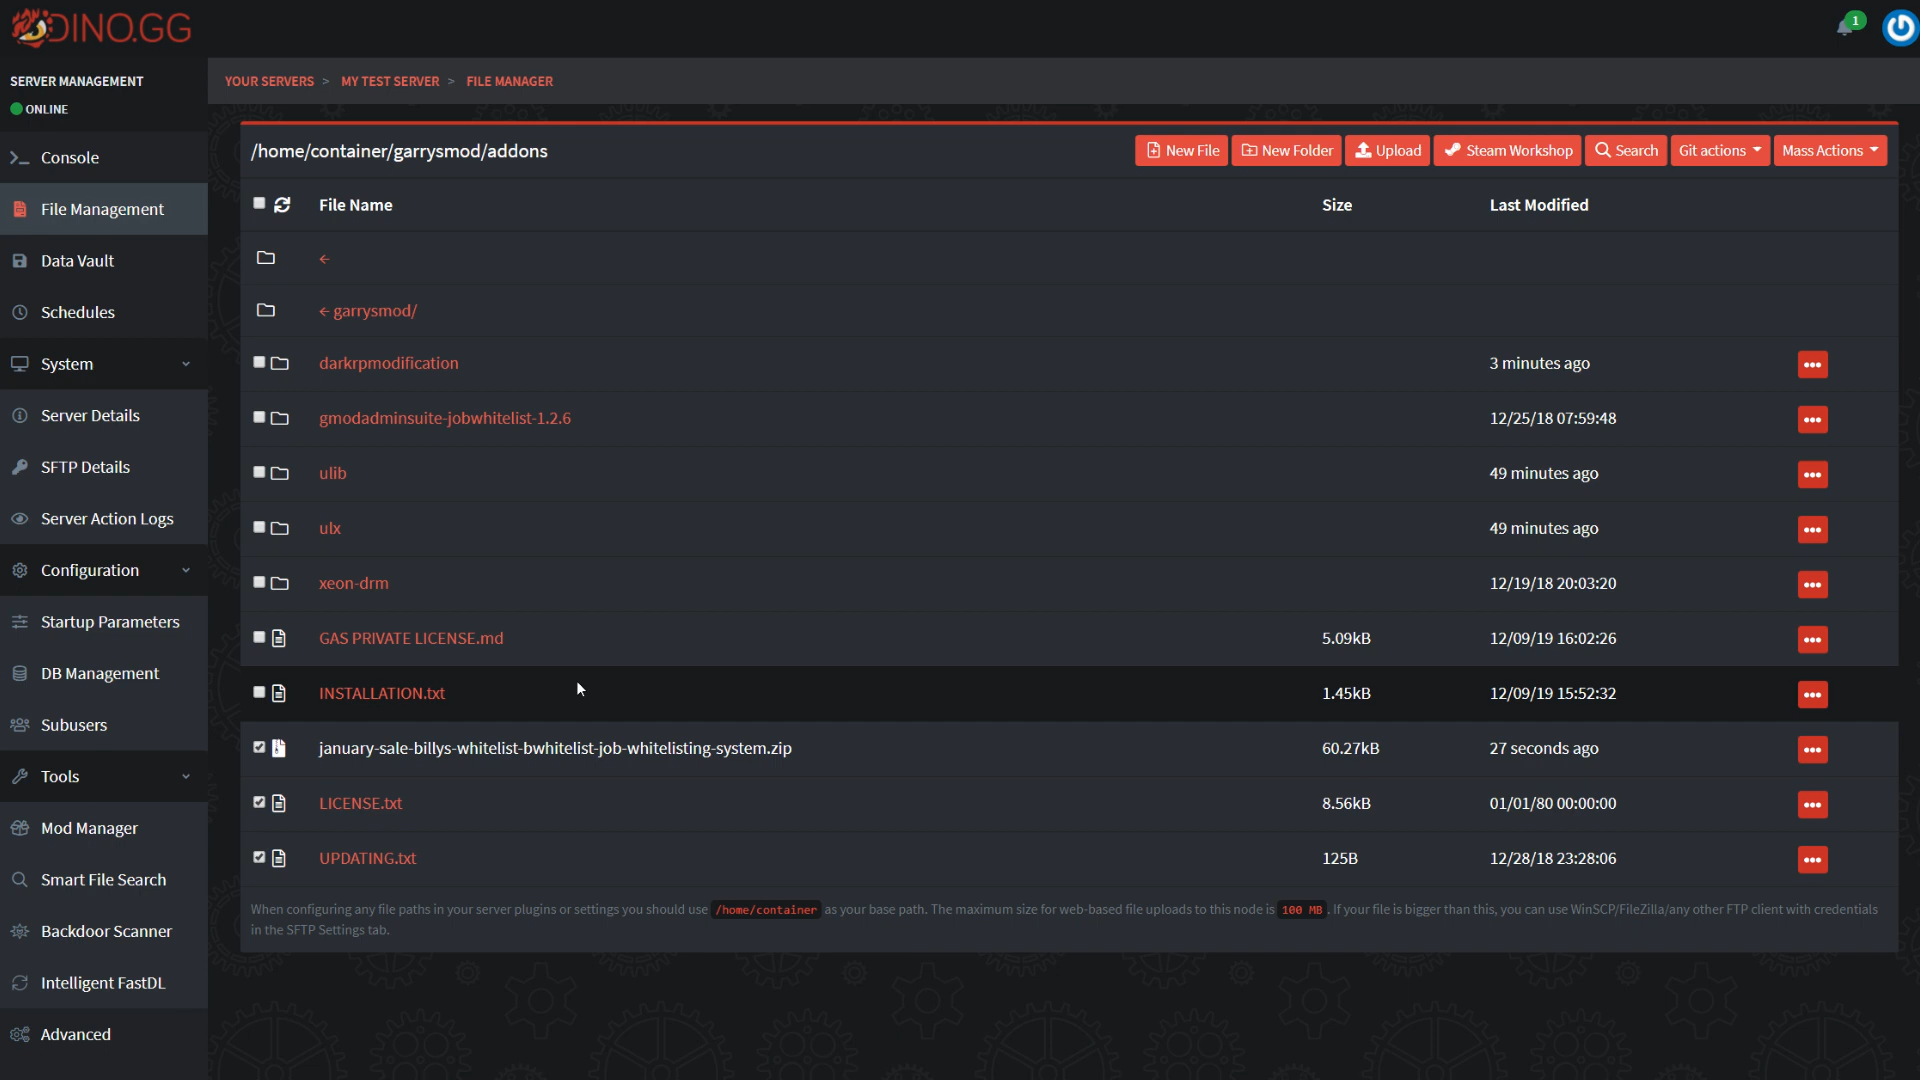 DINO.GG
1
SERVER MANAGEMENT
ONLINE
Console
File Management
Data Vault
Schedules
System
Server Details
SFTP Details
Server Action Logs
Configuration
Startup Parameters
DB Management
Subusers
Tools
Mod Manager
Smart File Search
Backdoor Scanner
Intelligent FastDL
Advanced
YOUR SERVERS > MY TEST SERVER > FILE MANAGER
/home/container/garrysmod/addons
New File New Folder Upload Steam Workshop Search Git actions Mass Actions
File Name Size Last Modified
←
← garrysmod/
darkrpmodification 3 minutes ago
gmodadminsuite-jobwhitelist-1.2.6 12/25/18 07:59:48
ulib 49 minutes ago
ulx 49 minutes ago
xeon-drm 12/19/18 20:03:20
GAS PRIVATE LICENSE.md 5.09kB 12/09/19 16:02:26
INSTALLATION.txt 1.45kB 12/09/19 15:52:32
january-sale-billys-whitelist-bwhitelist-job-whitelisting-system.zip 60.27kB 27 seconds ago
LICENSE.txt 8.56kB 01/01/80 00:00:00
UPDATING.txt 125B 12/28/18 23:28:06
When configuring any file paths in your server plugins or settings you should use /home/container as your base path. The maximum size for web-based file uploads to this node is 100 MB . If your file is bigger than this, you can use WinSCP/FileZilla/any other FTP client with credentials
in the SFTP Settings tab.